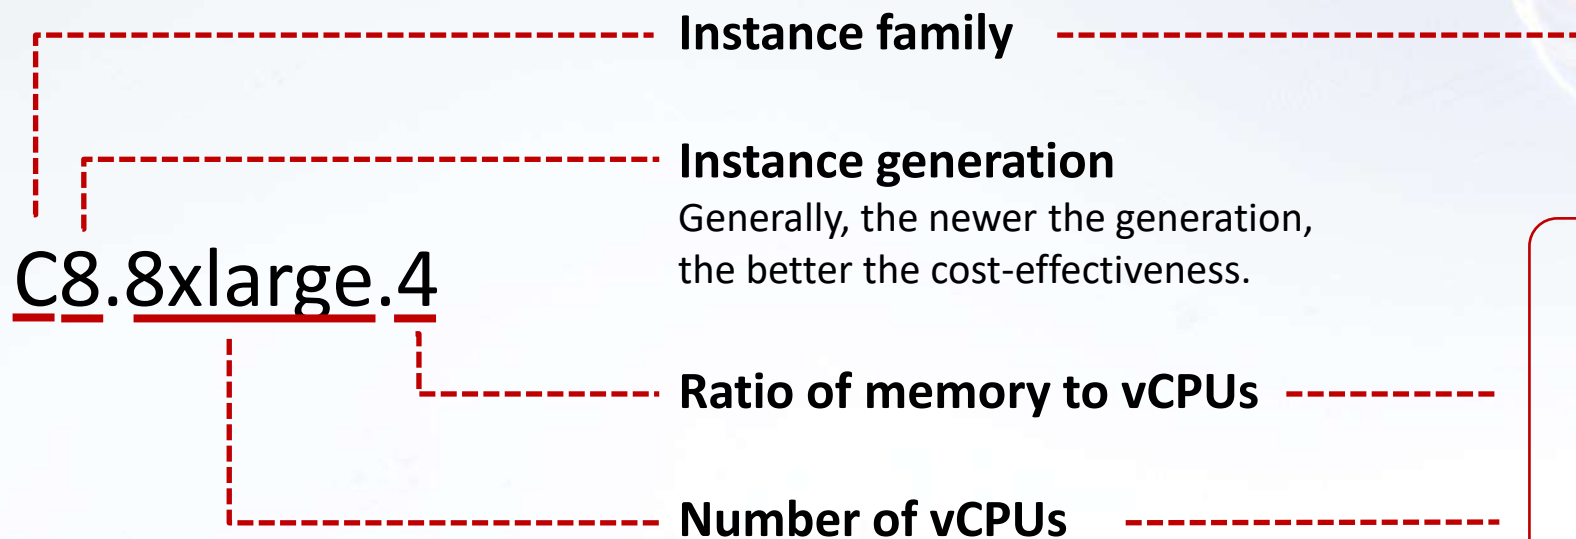 Instance family
Instance generation
Generally, the newer the generation,
the better the cost-effectiveness.
C8.8xlarge.4
Ratio of memory to vCPUs
Number of vCPUs